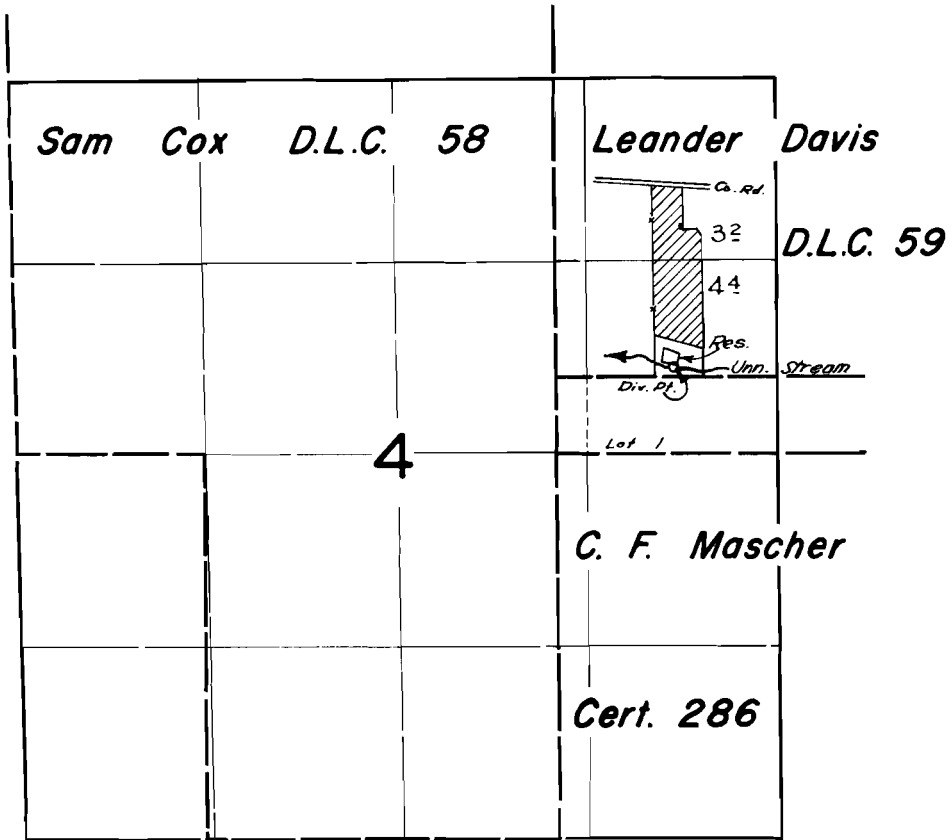 Sam Cox D.L.C. 58
Leander Davis
Co. Rd.
3 2
D.L.C. 59
4 4
Res.
Unn. Stream
Div. Pt.
Lot 1
4
C. F. Mascher
Cert. 286